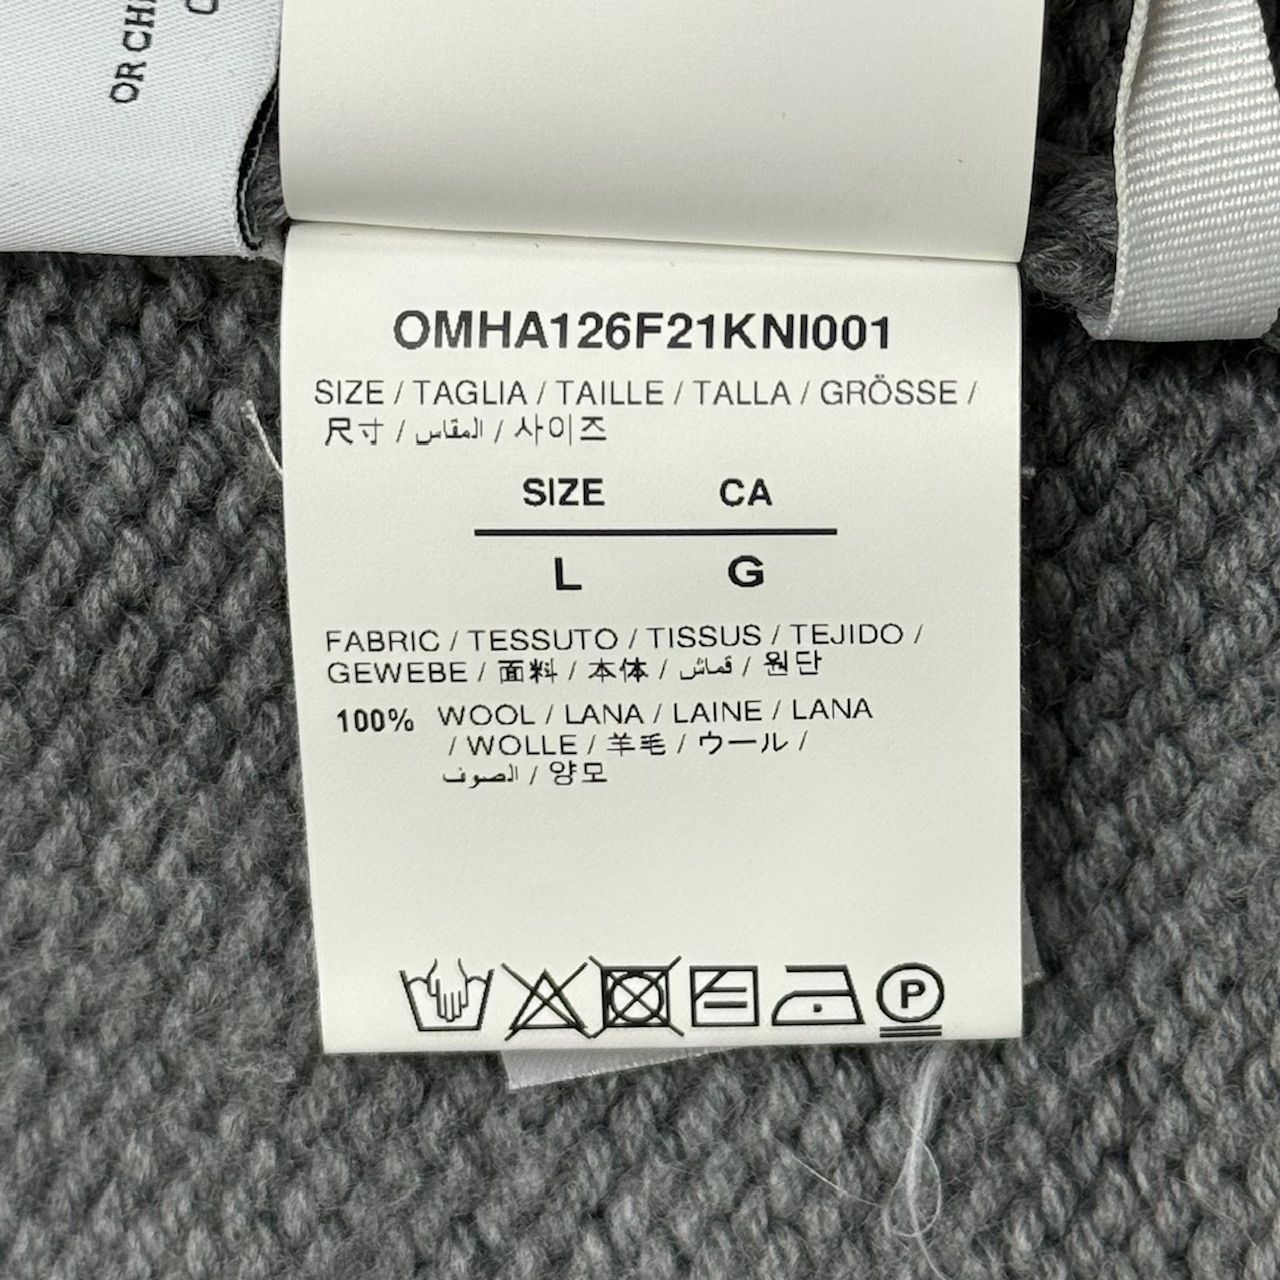 OR CHI
OMHA126F21KNI001
SIZE / TAGLIA / TAILLE / TALLA / GRÖSSE /
尺寸 / المقاس / 사이즈
SIZE CA
L G
FABRIC / TESSUTO / TISSUS / TEJIDO /
GEWEBE / 面料 / 本体 / قماش / 원단
100% WOOL / LANA / LAINE / LANA
/ WOLLE / 羊毛 / ウール /
الصوف / 양모
P